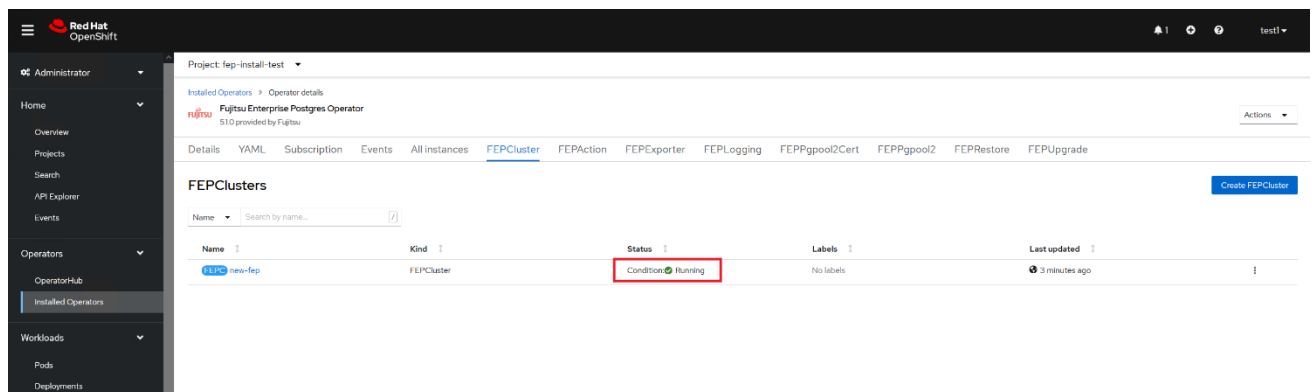 Red Hat
OpenShift
1
test1
Administrator
Project: fep-install-test
Home
Overview
Projects
Search
API Explorer
Events
Operators
OperatorHub
Installed Operators
Workloads
Pods
Deployments
Installed Operators > Operator details
FUJITSU
Fujitsu Enterprise Postgres Operator
5.1.0 provided by Fujitsu
Actions
Details YAML Subscription Events All instances FEPCluster FEPAction FEPExporter FEPLogging FEPPgpool2Cert FEPPgpool2 FEPRestore FEPUpgrade
FEPClusters
Create FEPCluster
Name Search by name... /
Name Kind Status Labels Last updated
FEPC new-fep FEPCluster Condition: Running No labels 3 minutes ago